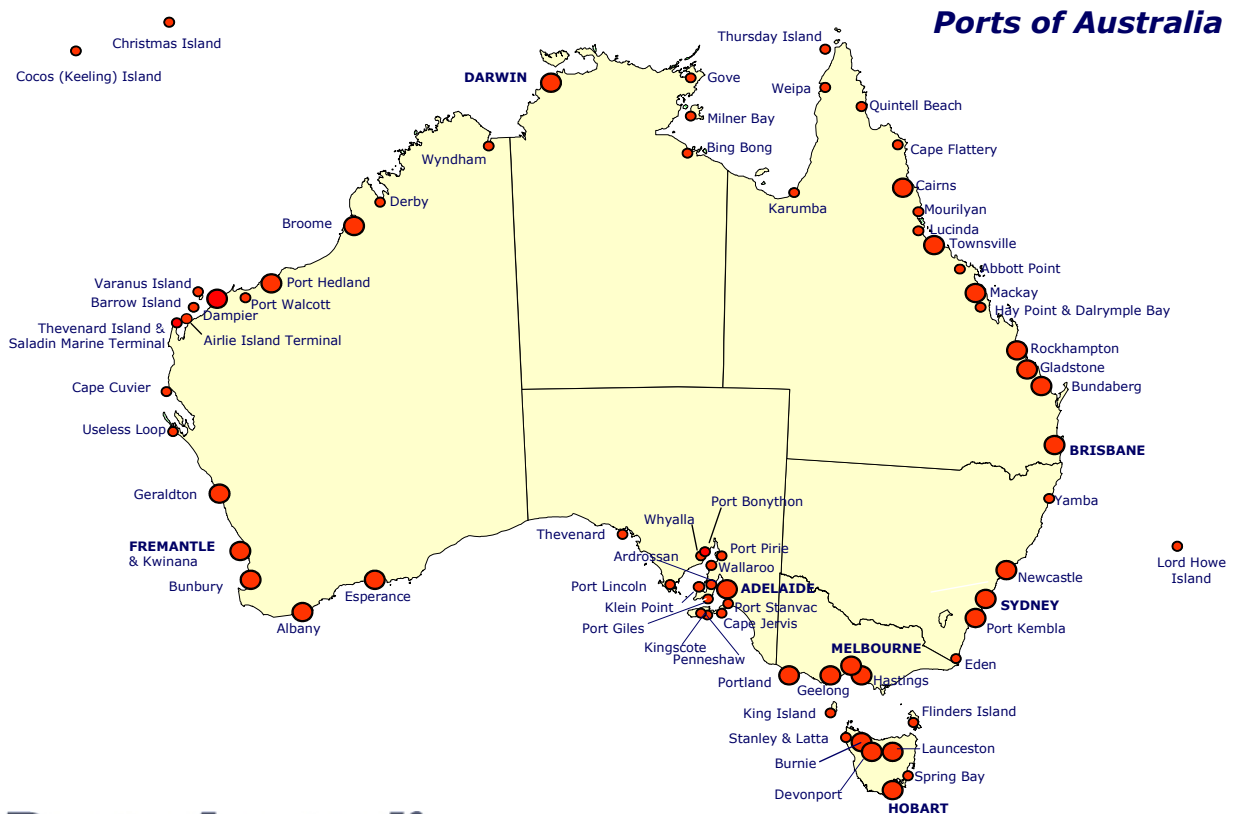 Ports of Australia
Christmas Island
Cocos (Keeling) Island
Thursday Island
DARWIN
Gove
Weipa
Quintell Beach
Milner Bay
Bing Bong
Cape Flattery
Wyndham
Cairns
Derby
Karumba
Mourilyan
Broome
Lucinda
Townsville
Abbott Point
Varanus Island
Port Hedland
Mackay
Barrow Island
Port Walcott
Hay Point & Dalrymple Bay
Dampier
Thevenard Island &
Saladin Marine Terminal
Airlie Island Terminal
Rockhampton
Gladstone
Cape Cuvier
Bundaberg
Useless Loop
BRISBANE
Geraldton
Port Bonython
Yamba
Whyalla
Thevenard
FREMANTLE
& Kwinana
Ardrossan
Port Pirie
Wallaroo
Lord Howe
Island
Newcastle
Bunbury
Esperance
Port Lincoln
ADELAIDE
Klein Point
Port Stanvac
SYDNEY
Albany
Port Giles
Cape Jervis
Port Kembla
Kingscote
Penneshaw
MELBOURNE
Eden
Portland
Geelong
Hastings
King Island
Flinders Island
Stanley & Latta
Launceston
Burnie
Spring Bay
Devonport
HOBART